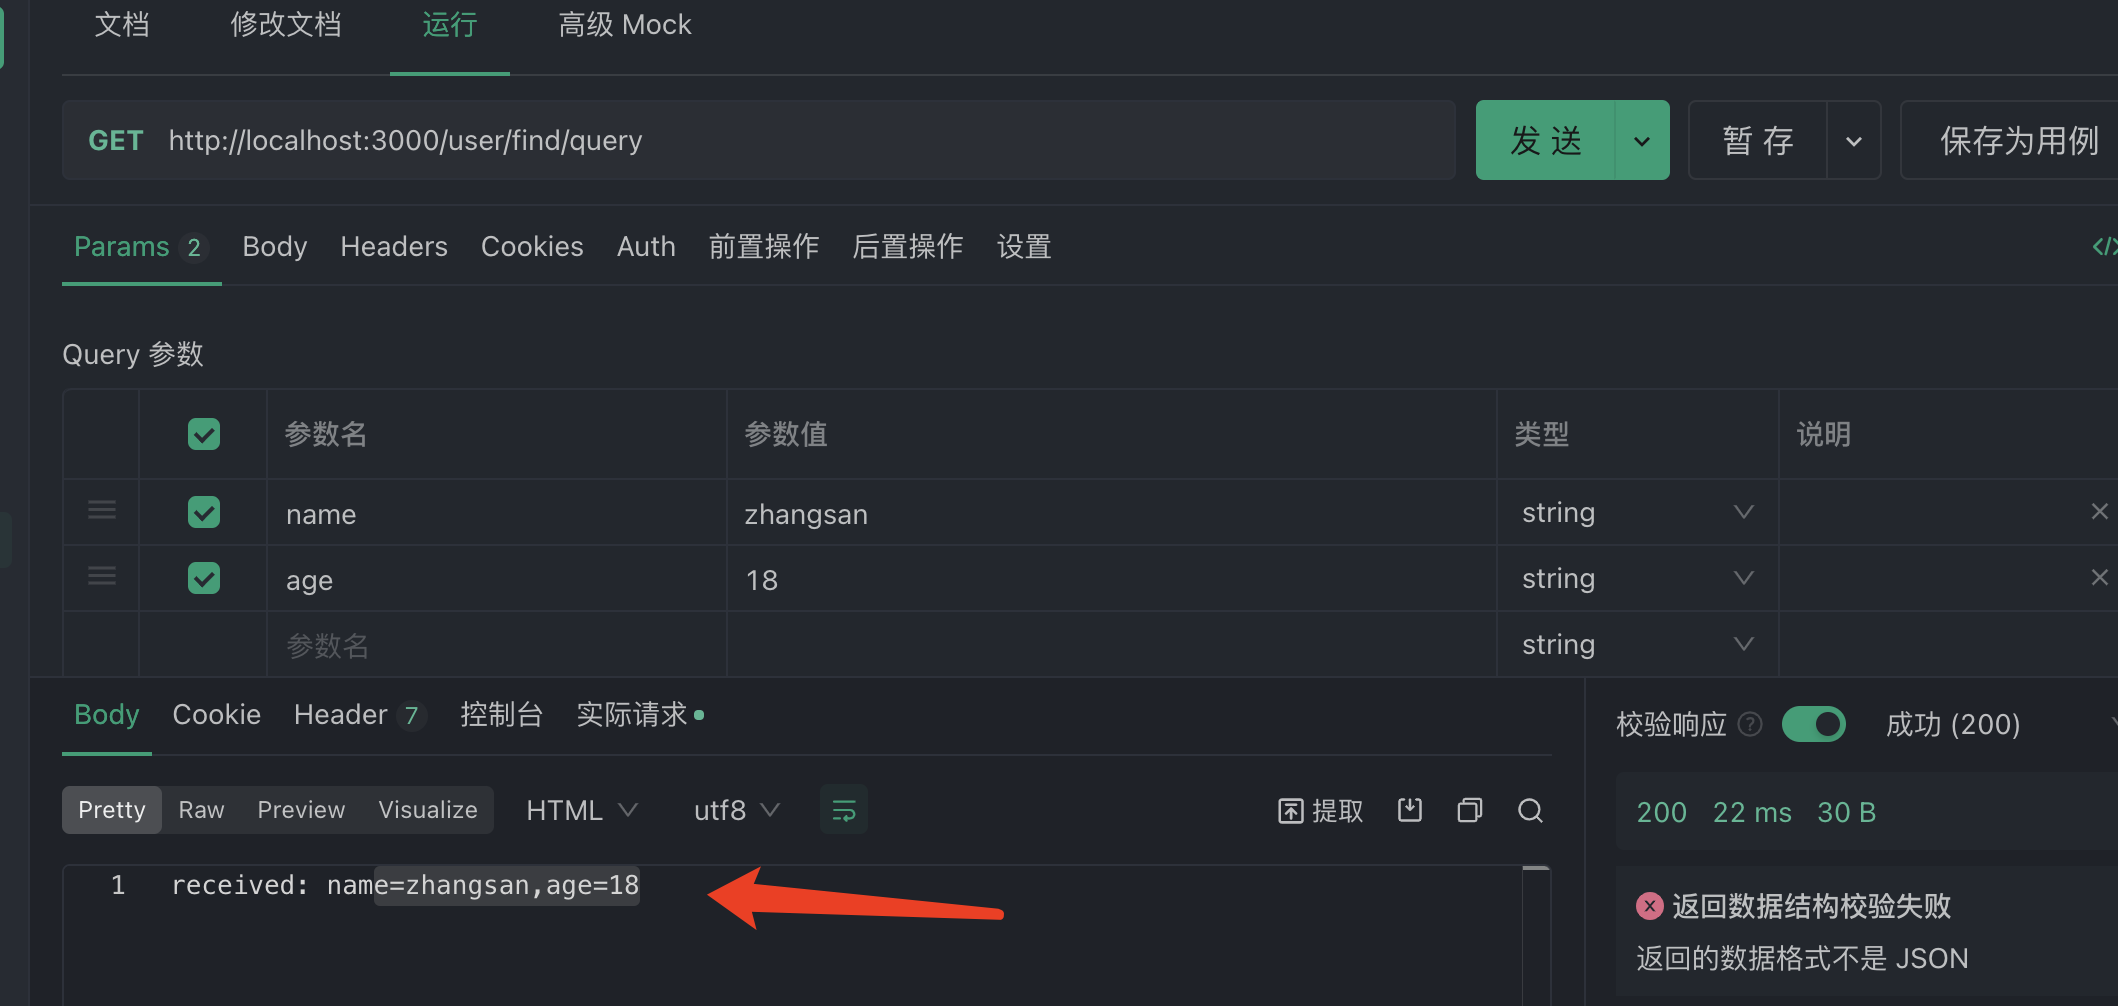 文档 修改文档 运行 高级 Mock
GET http://localhost:3000/user/find/query 发 送 暂 存 保存为用例
Params 2 Body Headers Cookies Auth 前置操作 后置操作 设置
Query 参数
参数名 参数值 类型 说明
name zhangsan string
age 18 string
参数名 string
Body Cookie Header 7 控制台 实际请求
校验响应 ? 成功 (200)
Pretty Raw Preview Visualize HTML utf8 提取
200 22 ms 30 B
1 received: name=zhangsan,age=18
返回数据结构校验失败
返回的数据格式不是 JSON